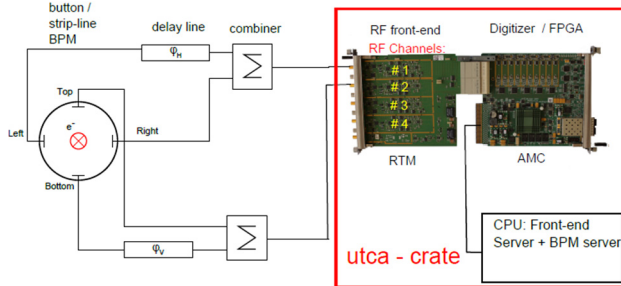 button /
strip-line
BPM
delay line
combiner
RF front-end
RF Channels:
Digitizer / FPGA
φH
Σ
# 1
# 2
# 3
# 4
Top
e-
Left
Right
Bottom
RTM
AMC
φV
Σ
CPU: Front-end
Server + BPM server
utca - crate